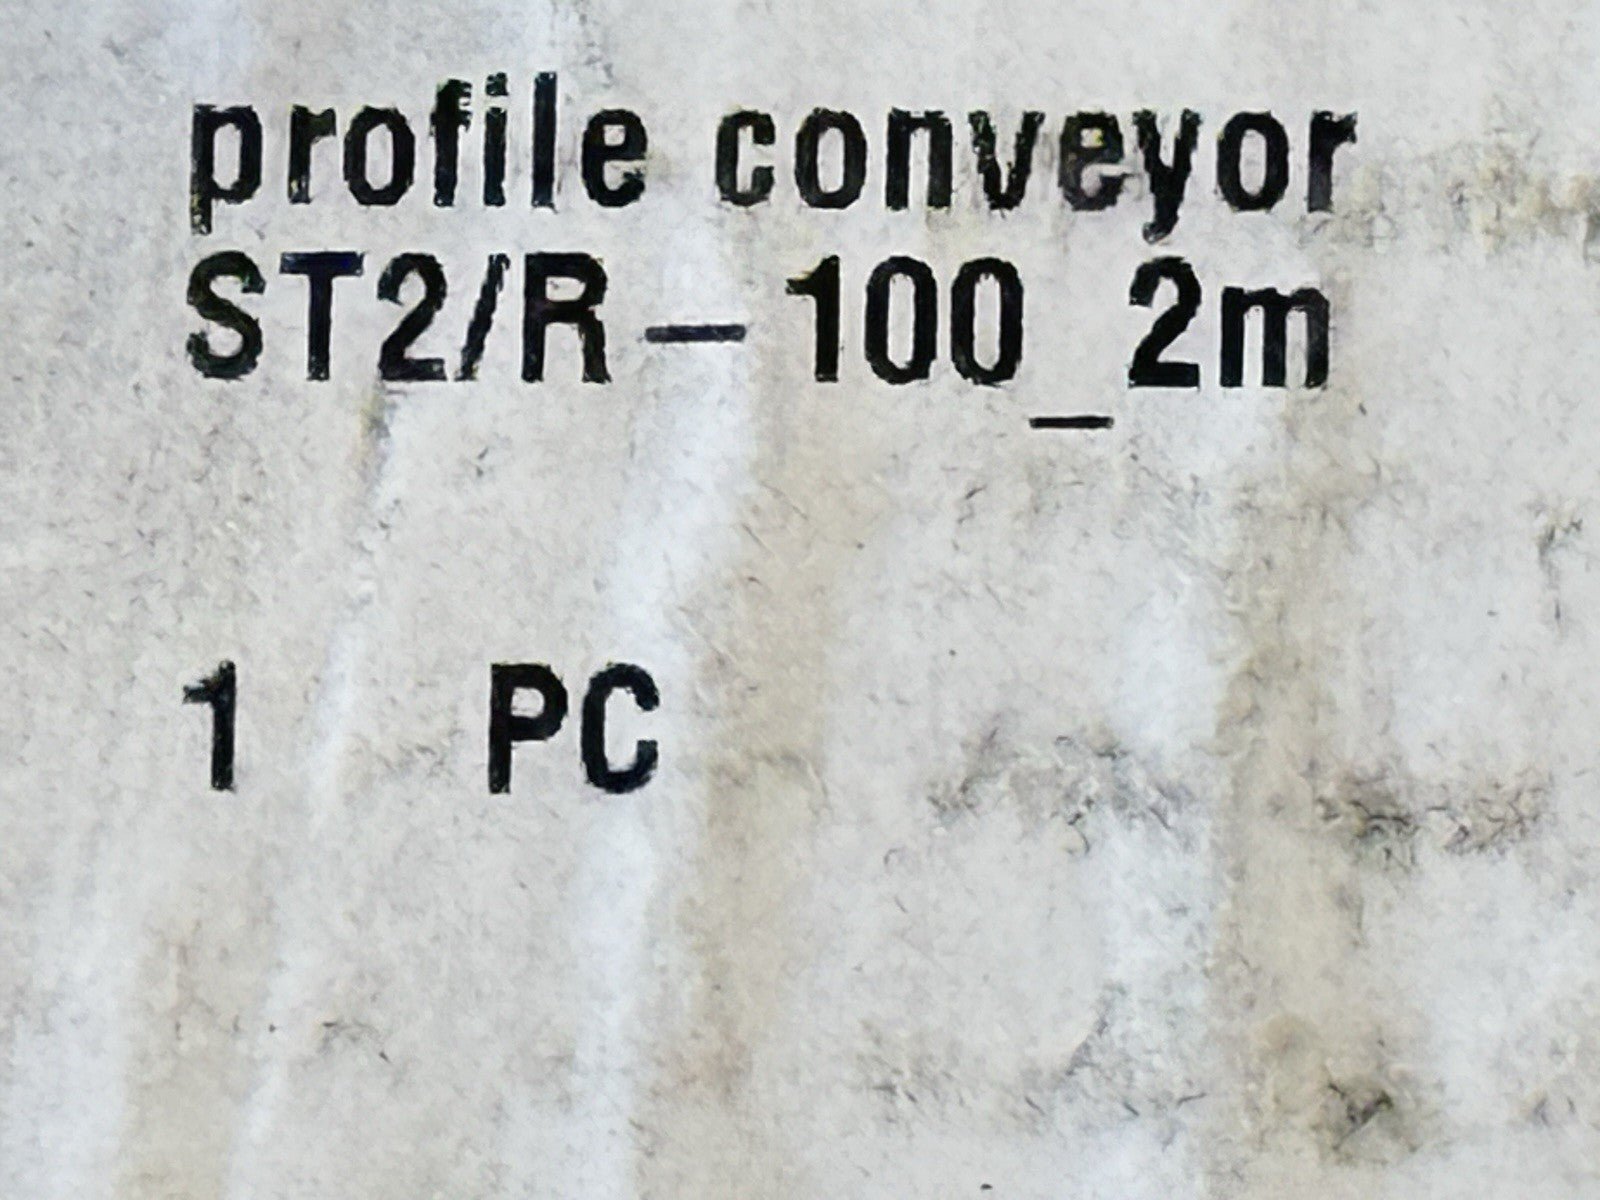 profile conveyor
ST2/R-100_2m
1 PC